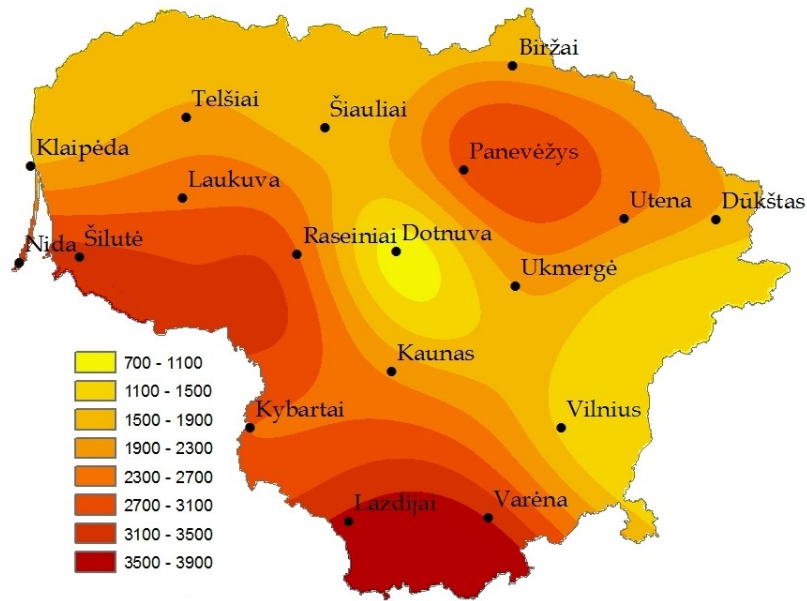 Biržai
Telšiai
Šiauliai
Klaipėda
Panevėžys
Laukuva
Utena
Dūkštas
Nida
Šilutė
Raseiniai
Dotnuva
Ukmergė
Kaunas
Kybartai
Vilnius
Lazdijai
Varėna
700 - 1100
1100 - 1500
1500 - 1900
1900 - 2300
2300 - 2700
2700 - 3100
3100 - 3500
3500 - 3900